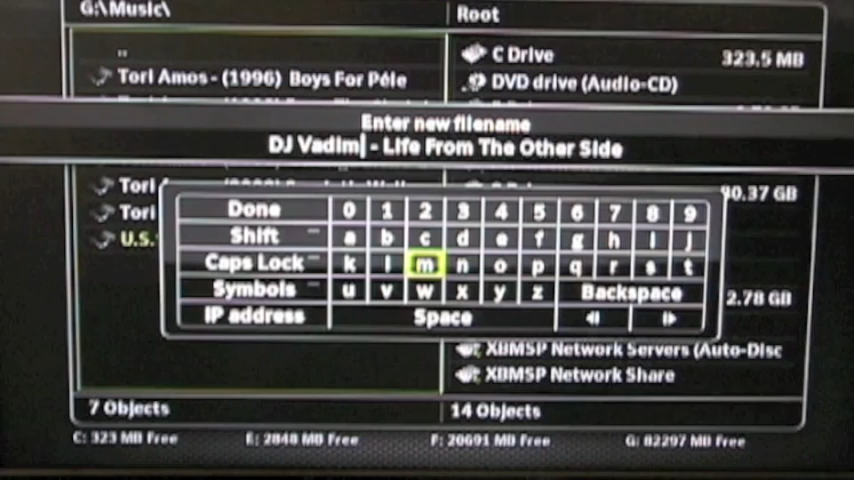 G:\Music\
Root
..
C Drive 323.5 MB
Tori Amos - (1996) Boys For Pele
DVD drive (Audio-CD)
Enter new filename
DJ Vadim - Life From The Other Side
Tori
90.37 GB
Done 0 1 2 3 4 5 6 7 8 9
Tori
Shift a b c d e f g h i j
U.S.
Caps Lock k l m n o p q r s t
Symbols u v w x y z Backspace
2.78 GB
IP address Space
XBMSP Network Servers (Auto-Disc
XBMSP Network Share
7 Objects
14 Objects
C: 323 MB Free E: 2848 MB Free F: 20691 MB Free G: 82297 MB Free